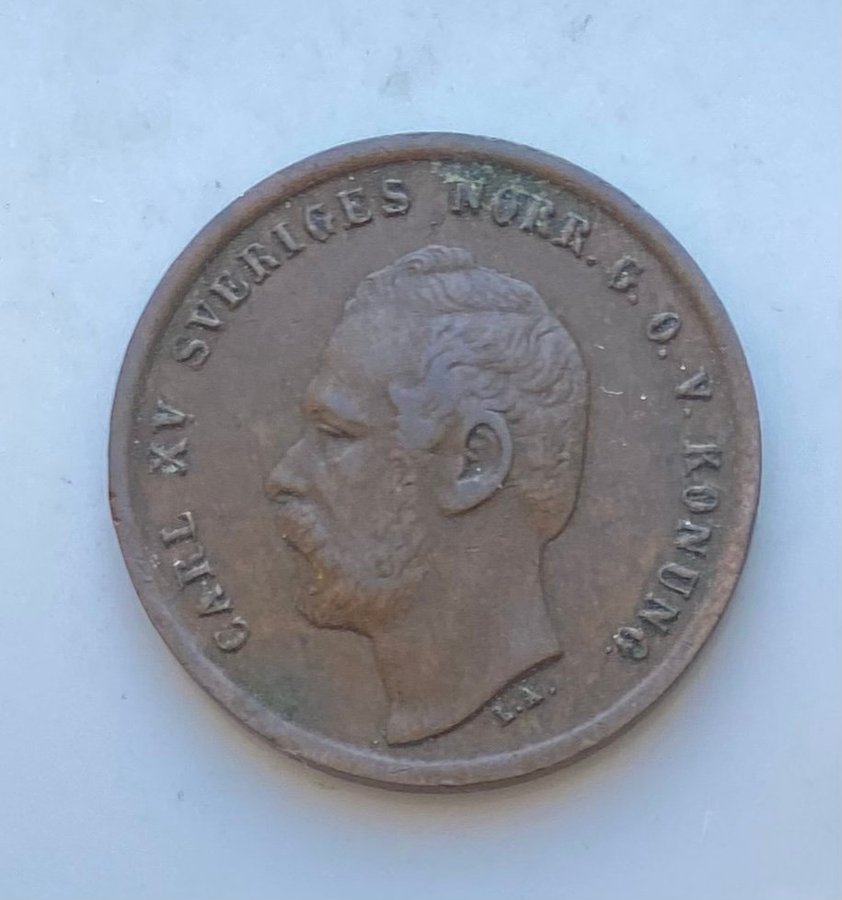 CARL XV SVERIGES NORR. G. O. V. KONUNG.
L.A.